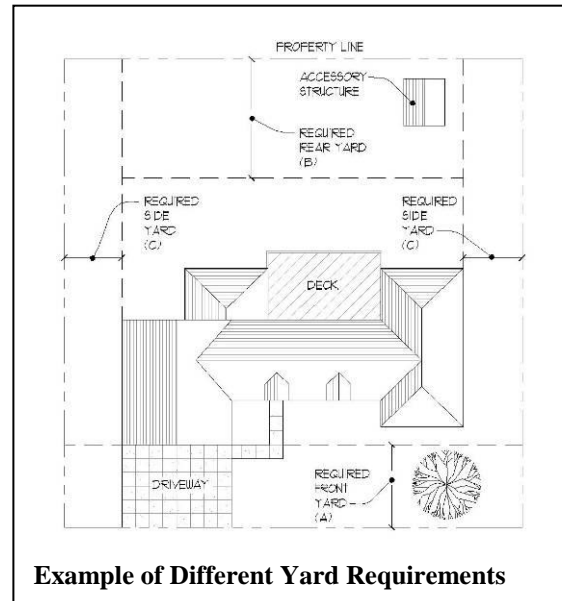 PROPERTY LINE
ACCESSORY
STRUCTURE
REQUIRED
REAR YARD
(B)
REQUIRED
SIDE
YARD
(C)
REQUIRED
SIDE
YARD
(C)
DECK
DRIVEWAY
REQUIRED
FRONT
YARD
(A)
Example of Different Yard Requirements